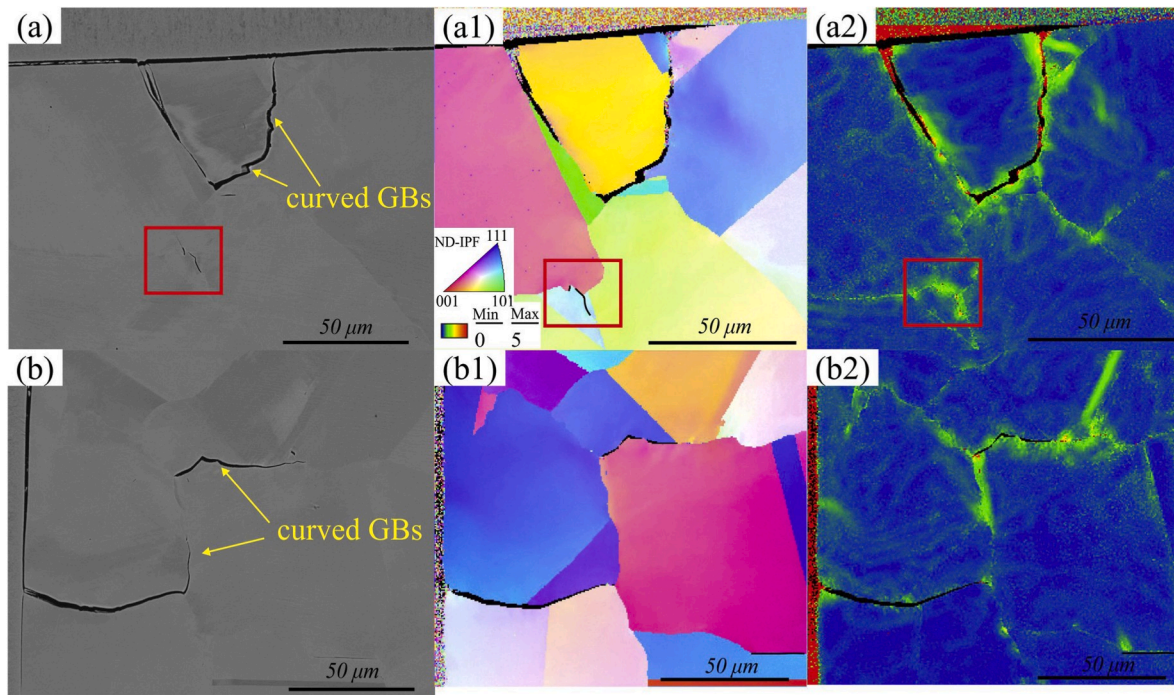 (a)
curved GBs
50 μm
(a1)
ND-IPF 111
001 101
Min Max
0 5
50 μm
(a2)
50 μm
(b)
curved GBs
50 μm
(b1)
50 μm
(b2)
50 μm